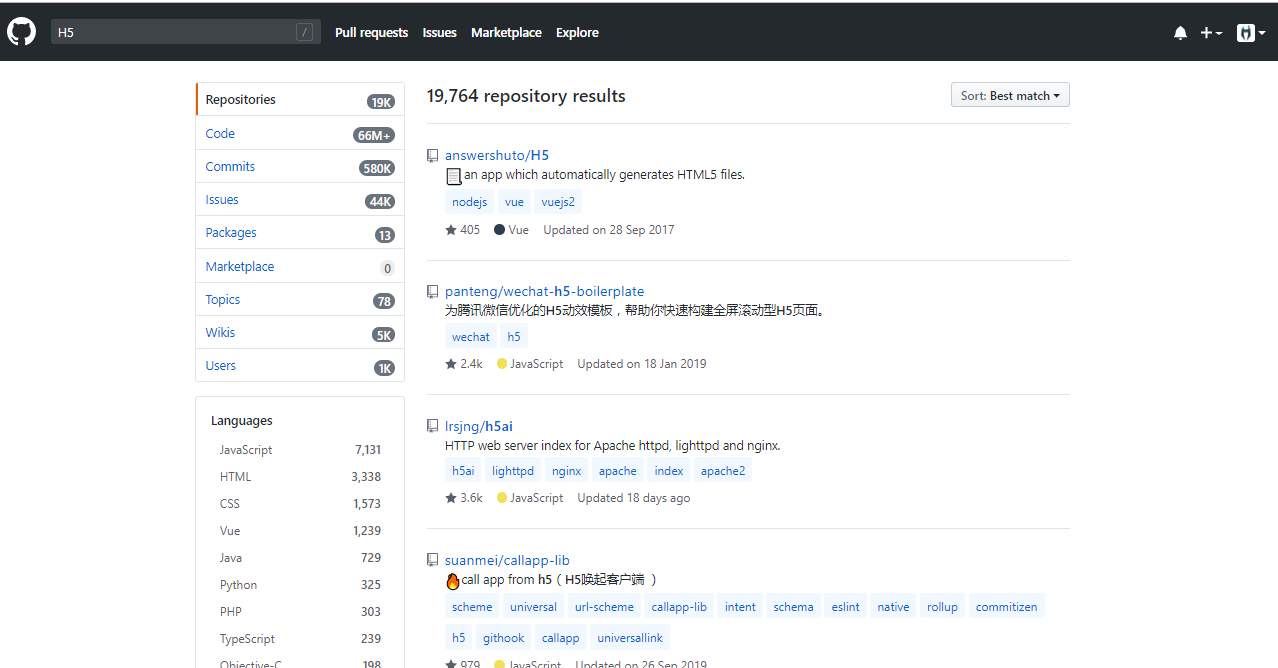 H5 /
Pull requests Issues Marketplace Explore
Repositories 19K
Code 66M+
Commits 580K
Issues 44K
Packages 13
Marketplace 0
Topics 78
Wikis 5K
Users 1K
Languages
JavaScript 7,131
HTML 3,338
CSS 1,573
Vue 1,239
Java 729
Python 325
PHP 303
TypeScript 239
Objective-C 198
19,764 repository results
Sort: Best match
answershuto/H5
an app which automatically generates HTML5 files.
nodejs vue vuejs2
405 Vue Updated on 28 Sep 2017
panteng/wechat-h5-boilerplate
为腾讯微信优化的H5动效模板，帮助你快速构建全屏滚动型H5页面。
wechat h5
2.4k JavaScript Updated on 18 Jan 2019
lrsjng/h5ai
HTTP web server index for Apache httpd, lighttpd and nginx.
h5ai lighttpd nginx apache index apache2
3.6k JavaScript Updated 18 days ago
suanmei/callapp-lib
call app from h5（H5唤起客户端 ）
scheme universal url-scheme callapp-lib intent schema eslint native rollup commitizen
h5 githook callapp universallink
979 JavaScript Updated on 26 Sep 2019